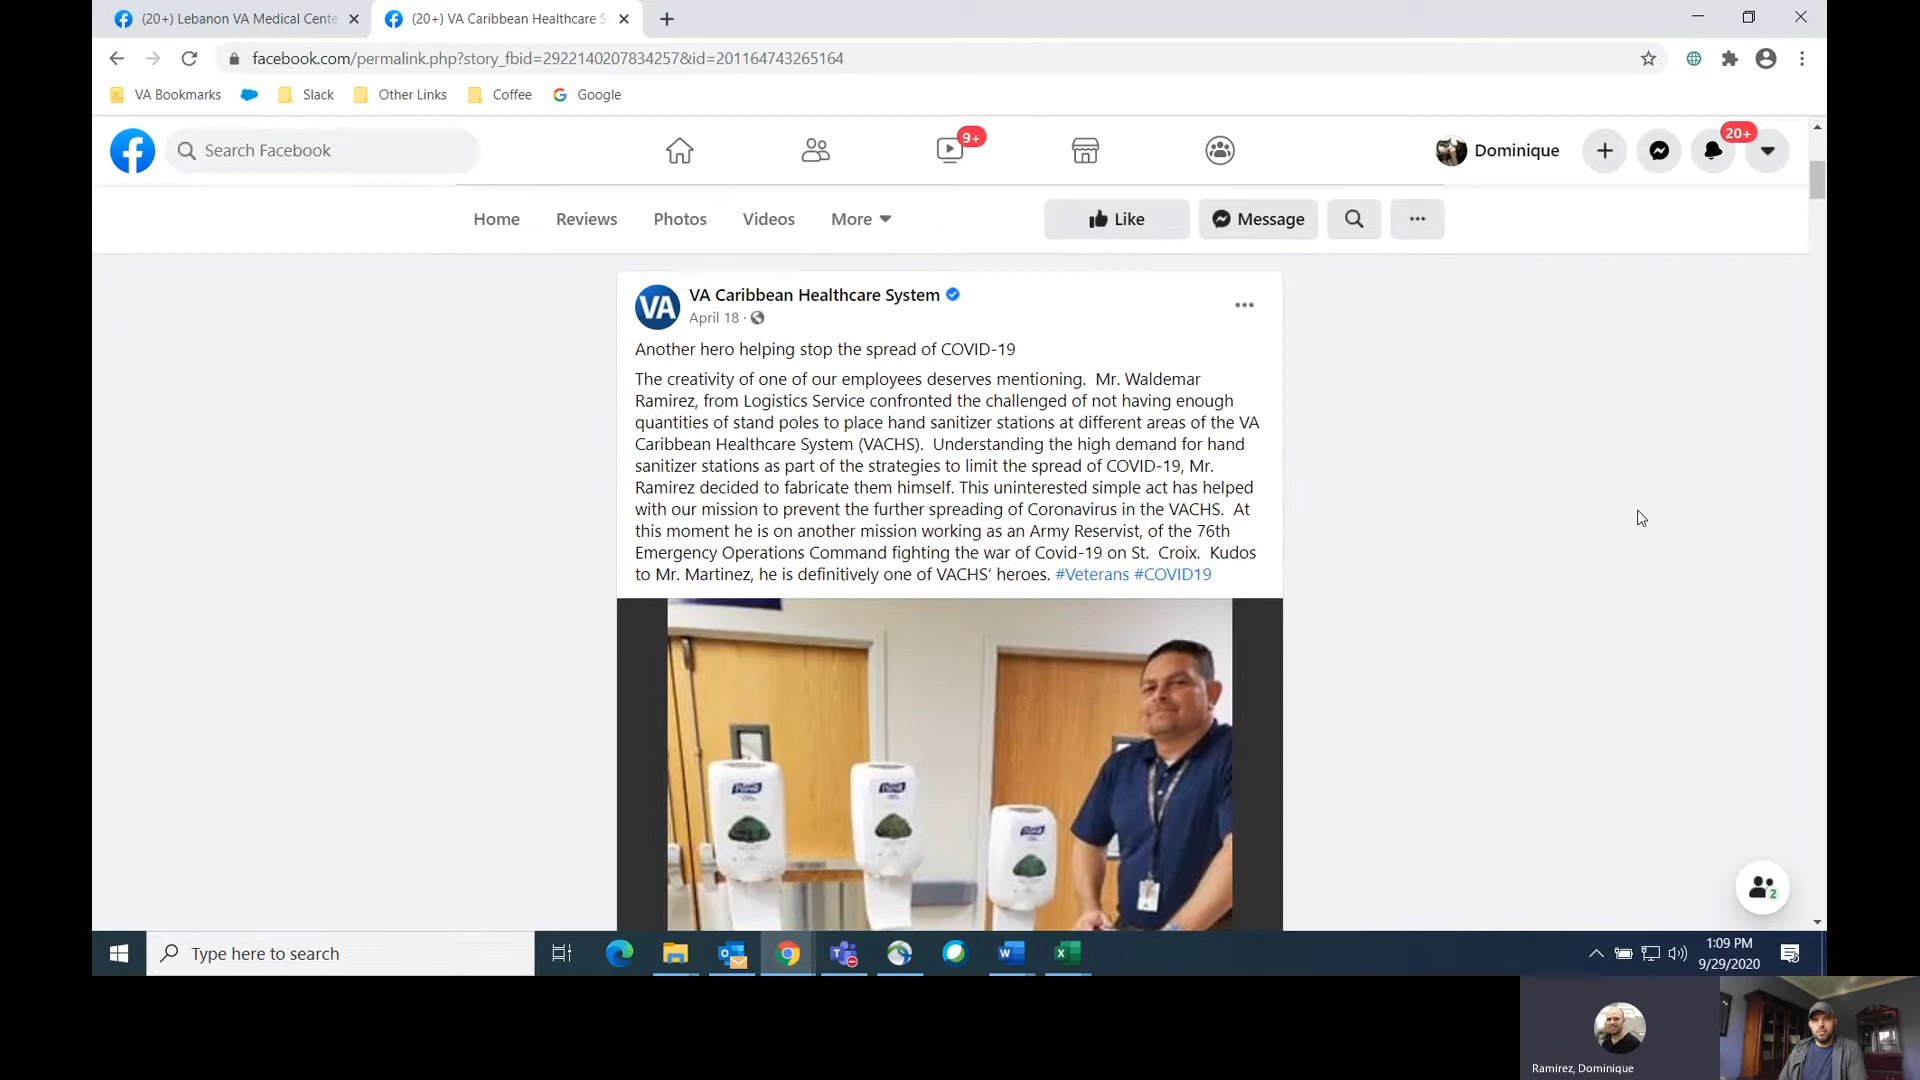 (20+) Lebanon VA Medical Cente
(20+) VA Caribbean Healthcare S
facebook.com/permalink.php?story_fbid=2922140207834257&id=201164743265164
VA Bookmarks
Slack
Other Links
Coffee
Google
Search Facebook
9+
Dominique
20+
Home
Reviews
Photos
Videos
More
Like
Message
VA
VA Caribbean Healthcare System
April 18 ·
Another hero helping stop the spread of COVID-19
The creativity of one of our employees deserves mentioning. Mr. Waldemar
Ramirez, from Logistics Service confronted the challenged of not having enough
quantities of stand poles to place hand sanitizer stations at different areas of the VA
Caribbean Healthcare System (VACHS). Understanding the high demand for hand
sanitizer stations as part of the strategies to limit the spread of COVID-19, Mr.
Ramirez decided to fabricate them himself. This uninterested simple act has helped
with our mission to prevent the further spreading of Coronavirus in the VACHS. At
this moment he is on another mission working as an Army Reservist, of the 76th
Emergency Operations Command fighting the war of Covid-19 on St. Croix. Kudos
to Mr. Martinez, he is definitively one of VACHS' heroes. #Veterans #COVID19
Purell
Purell
Purell
2
Type here to search
1:09 PM
9/29/2020
Ramirez, Dominique